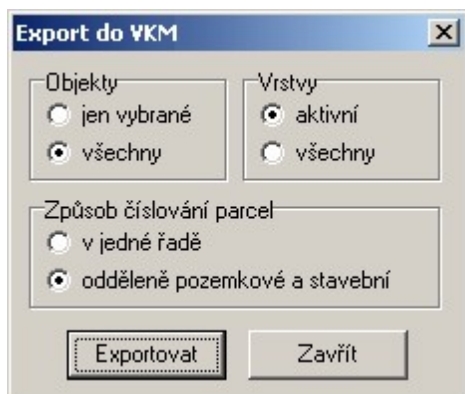 Export do VKM
Objekty
jen vybrané
všechny
Vrstvy
aktivní
všechny
Způsob číslování parcel
v jedné řadě
odděleně pozemkové a stavební
Exportovat
Zavřít